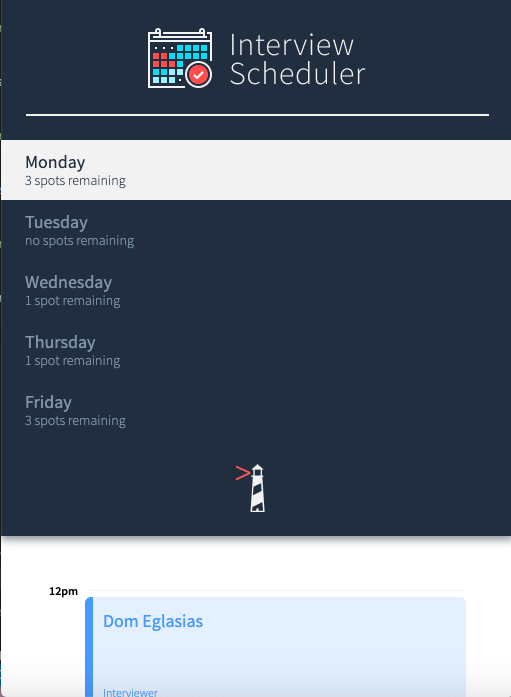 Interview
Scheduler
Monday
3 spots remaining
Tuesday
no spots remaining
Wednesday
1 spot remaining
Thursday
1 spot remaining
Friday
3 spots remaining
12pm
Dom Eglasias
Interviewer